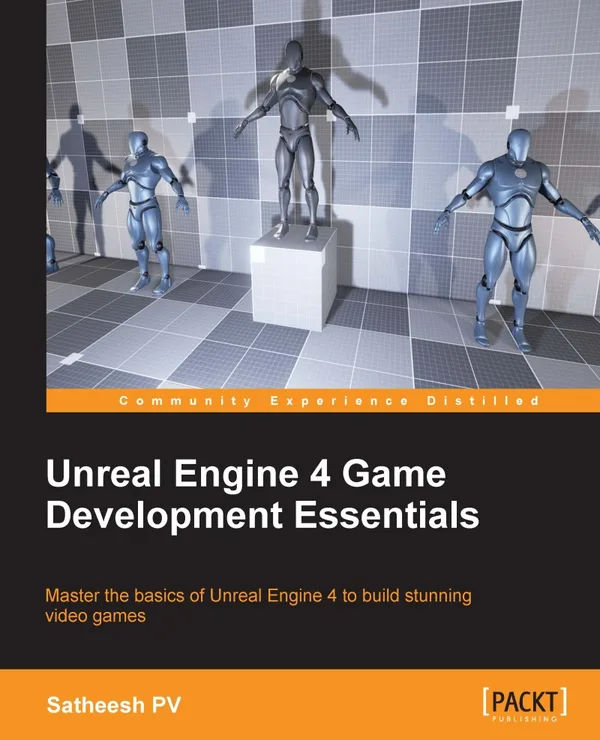 Community Experience Distilled
Unreal Engine 4 Game
Development Essentials
Master the basics of Unreal Engine 4 to build stunning
video games
Satheesh PV
[PACKT]
PUBLISHING